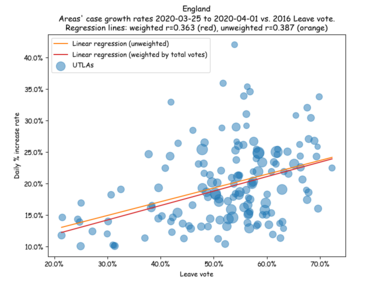 England
Areas' case growth rates 2020-03-25 to 2020-04-01 vs. 2016 Leave vote.
Regression lines: weighted r=0.363 (red), unweighted r=0.387 (orange)
Linear regression (unweighted)
Linear regression (weighted by total votes)
UTLAs
Daily % increase rate
40.0%
35.0%
30.0%
25.0%
20.0%
15.0%
10.0%
20.0% 30.0% 40.0% 50.0% 60.0% 70.0%
Leave vote